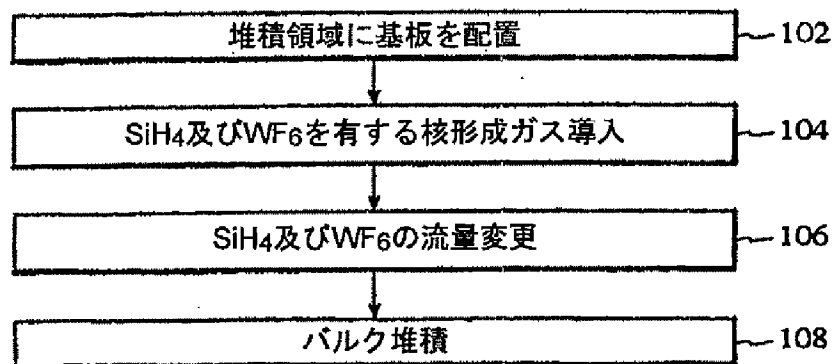 堆積領域に基板を配置 102
SiH4及びWF6を有する核形成ガス導入 104
SiH4及びWF6の流量変更 106
バルク堆積 108